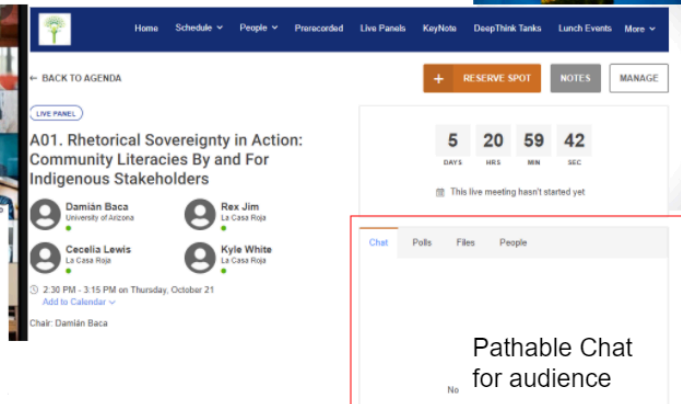 Home Schedule People Prerecorded Live Panels KeyNote DeepThink Tanks Lunch Events More
← BACK TO AGENDA
+ RESERVE SPOT NOTES MANAGE
LIVE PANEL
A01. Rhetorical Sovereignty in Action:
Community Literacies By and For
Indigenous Stakeholders
Damián Baca
University of Arizona
Rex Jim
La Casa Roja
Cecelia Lewis
La Casa Roja
Kyle White
La Casa Roja
2:30 PM - 3:15 PM on Thursday, October 21
Add to Calendar
Chair: Damián Baca
5 20 59 42
DAYS HRS MIN SEC
This live meeting hasn't started yet
Chat Polls Files People
Pathable Chat
for audience
No